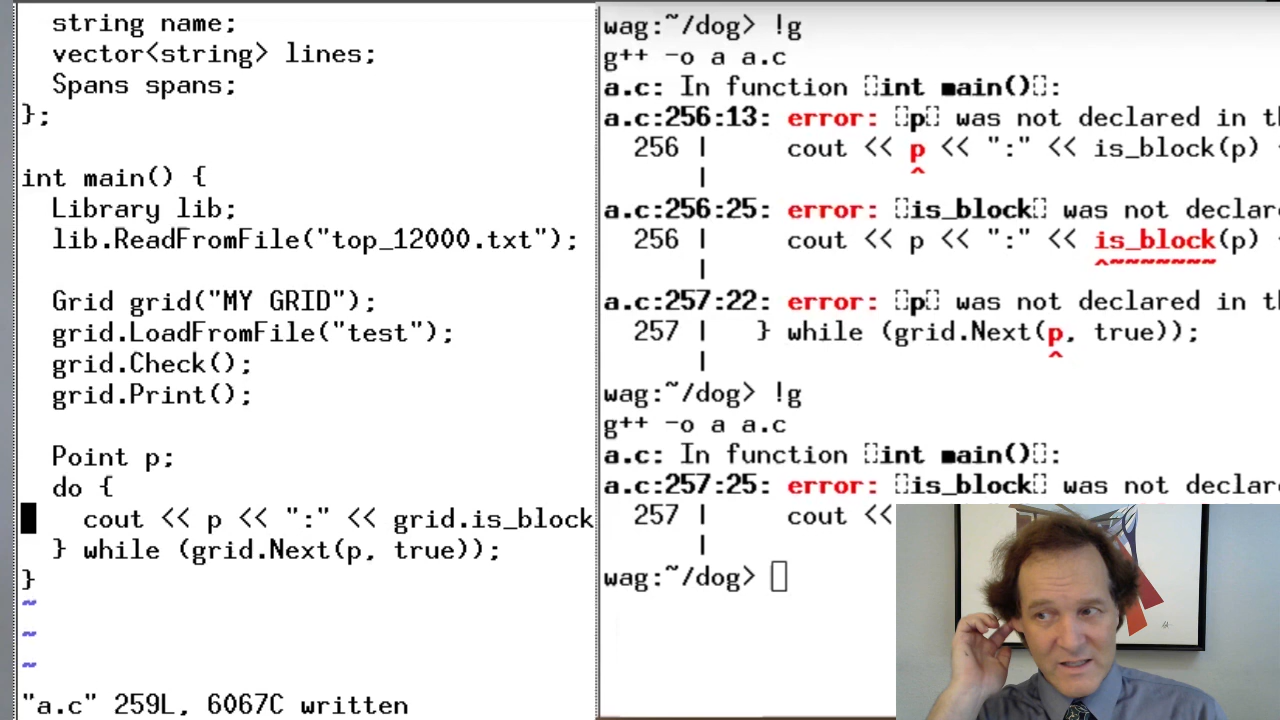 string name;
vector<string> lines;
Spans spans;
};
int main() {
Library lib;
lib.ReadFromFile("top_12000.txt");
Grid grid("MY GRID");
grid.LoadFromFile("test");
grid.Check();
grid.Print();
Point p;
do {
cout << p << ":" << grid.is_block
} while (grid.Next(p, true));
}
~
~
~
"a.c" 259L, 6067C written
wag:~/dog> !g
g++ -o a a.c
a.c: In function int main():
a.c:256:13: error: p was not declared in
256 | cout << p << ":" << is_block(p)
|
^
a.c:256:25: error: is_block was not
256 | cout << p << ":" << is_block(p)
|
^~~~~~~~
a.c:257:22: error: p was not declared in
257 | } while (grid.Next(p, true));
|
^
wag:~/dog> !g
g++ -o a a.c
a.c: In function int main():
a.c:257:25: error: is_block was not
257 | cout <<
|
wag:~/dog>